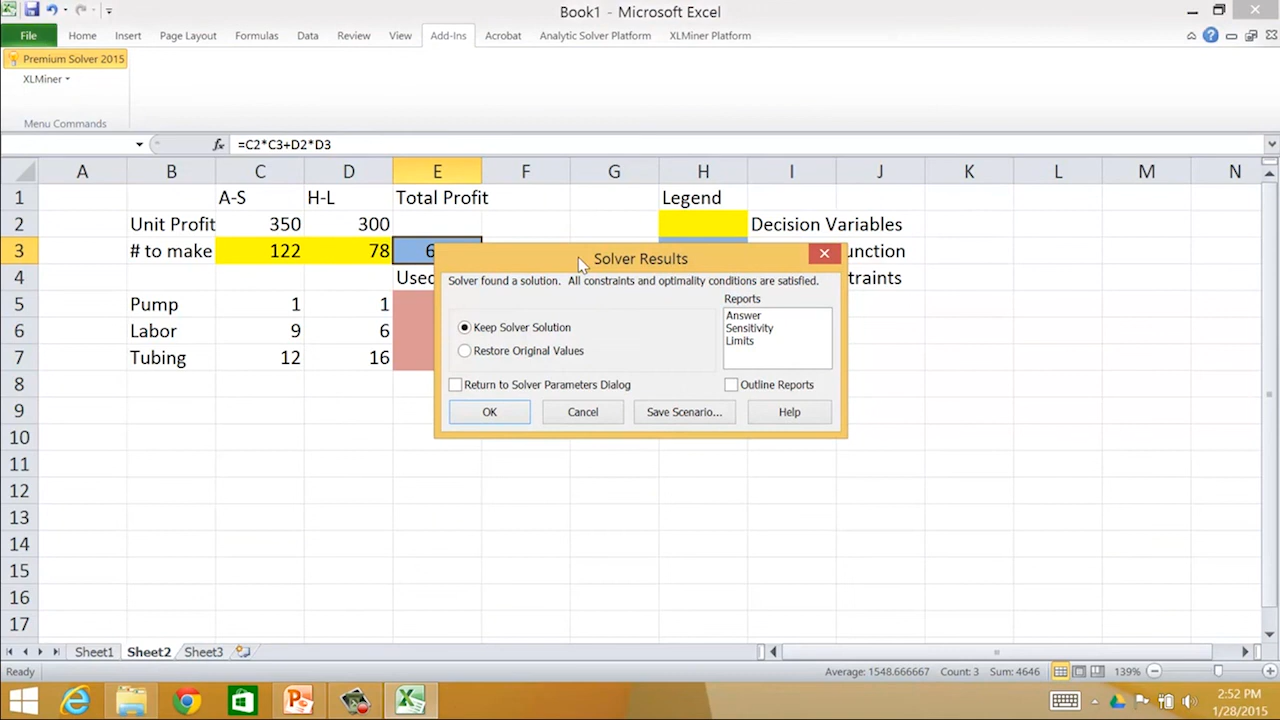 Book1 - Microsoft Excel
File Home Insert Page Layout Formulas Data Review View Add-Ins Acrobat Analytic Solver Platform XLMiner Platform
Premium Solver 2015
XLMiner
Menu Commands
fx =C2*C3+D2*D3
A B C D E F G H I J K L M N
1 A-S H-L Total Profit Legend
2 Unit Profit 350 300 Decision Variables
3 # to make 122 78 6 unction
4 Used traints
5 Pump 1 1
6 Labor 9 6
7 Tubing 12 16
8
9
10
11
12
13
14
15
16
17
Solver Results
Solver found a solution. All constraints and optimality conditions are satisfied.
Reports
Answer
Sensitivity
Limits
Keep Solver Solution
Restore Original Values
Return to Solver Parameters Dialog
Outline Reports
OK Cancel Save Scenario... Help
Sheet1 Sheet2 Sheet3
Ready Average: 1548.666667 Count: 3 Sum: 4646 139%
2:52 PM
1/28/2015